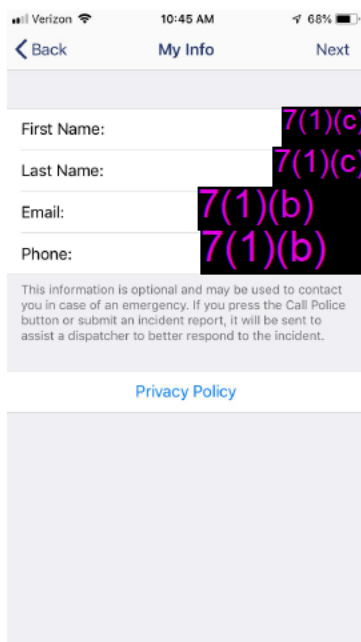 Verizon 10:45 AM 68%
Back My Info Next
First Name: 7(1)(c)
Last Name: 7(1)(c)
Email: 7(1)(b)
Phone: 7(1)(b)
This information is optional and may be used to contact
you in case of an emergency. If you press the Call Police
button or submit an incident report, it will be sent to
assist a dispatcher to better respond to the incident.
Privacy Policy